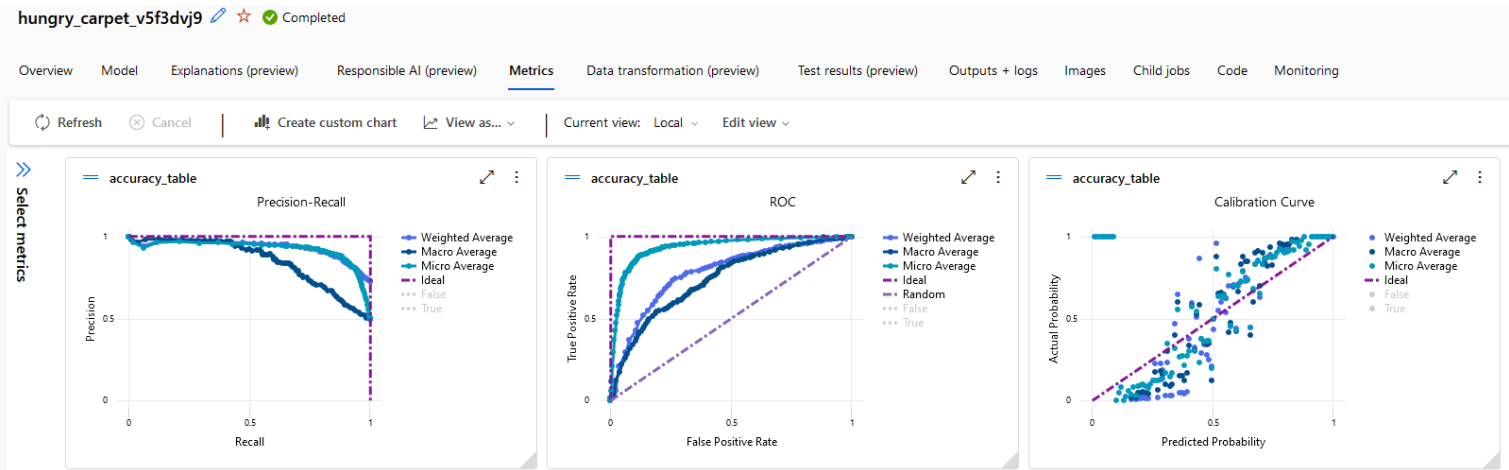 hungry_carpet_v5f3dvj9 Completed
Overview Model Explanations (preview) Responsible AI (preview) Metrics Data transformation (preview) Test results (preview) Outputs + logs Images Child jobs Code Monitoring
Refresh Cancel Create custom chart View as... Current view: Local Edit view
Select metrics
accuracy_table
Precision-Recall
1
0.5
0
Precision
0 0.5 1
Recall
Weighted Average
Macro Average
Micro Average
Ideal
False
True
accuracy_table
ROC
1
0.5
0
True Positive Rate
0 0.5 1
False Positive Rate
Weighted Average
Macro Average
Micro Average
Ideal
Random
False
True
accuracy_table
Calibration Curve
1
0.5
0
Actual Probability
0 0.5 1
Predicted Probability
Weighted Average
Macro Average
Micro Average
Ideal
False
True